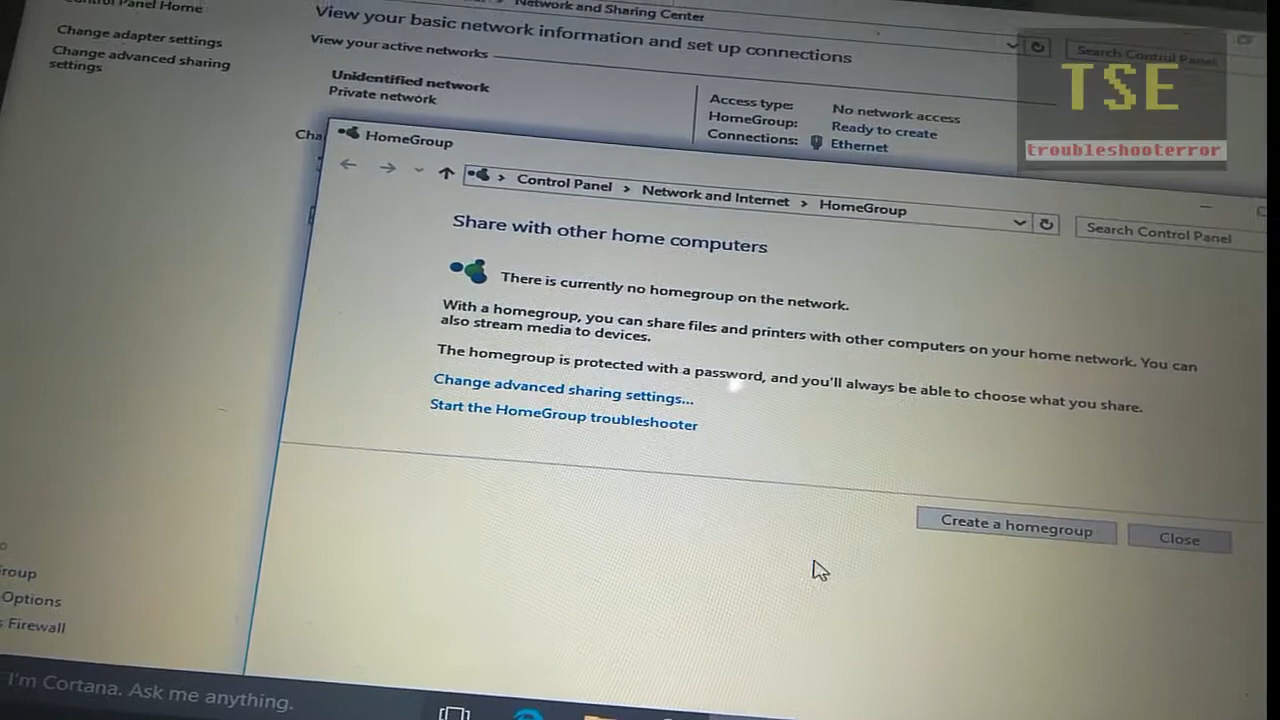 Control Panel Home
Network and Sharing Center
View your basic network information and set up connections
Search Control Panel
TSE
troubleshooterror
Change adapter settings
Change advanced sharing
settings
View your active networks
Unidentified network
Private network
Access type: No network access
HomeGroup: Ready to create
Connections: Ethernet
Cha
HomeGroup
Control Panel > Network and Internet > HomeGroup
Search Control Panel
Share with other home computers
There is currently no homegroup on the network.
With a homegroup, you can share files and printers with other computers on your home network. You can
also stream media to devices.
The homegroup is protected with a password, and you'll always be able to choose what you share.
Change advanced sharing settings...
Start the HomeGroup troubleshooter
Create a homegroup
Close
roup
Options
s Firewall
I'm Cortana. Ask me anything.